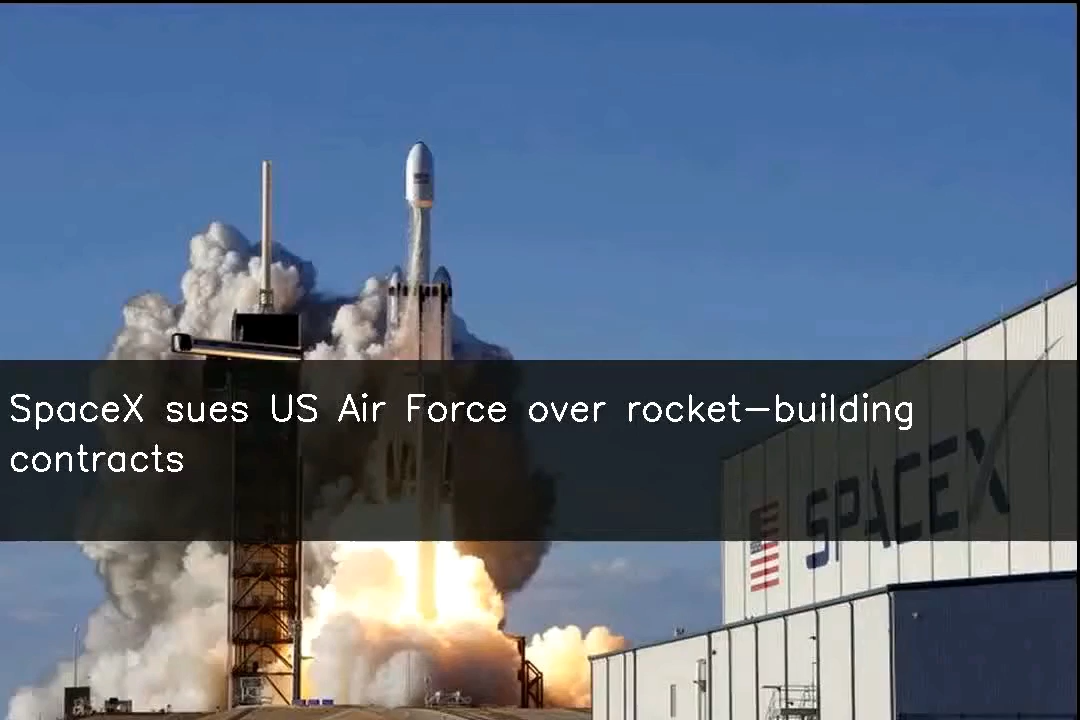 SpaceX sues US Air Force over rocket-building
contracts
SPACEX